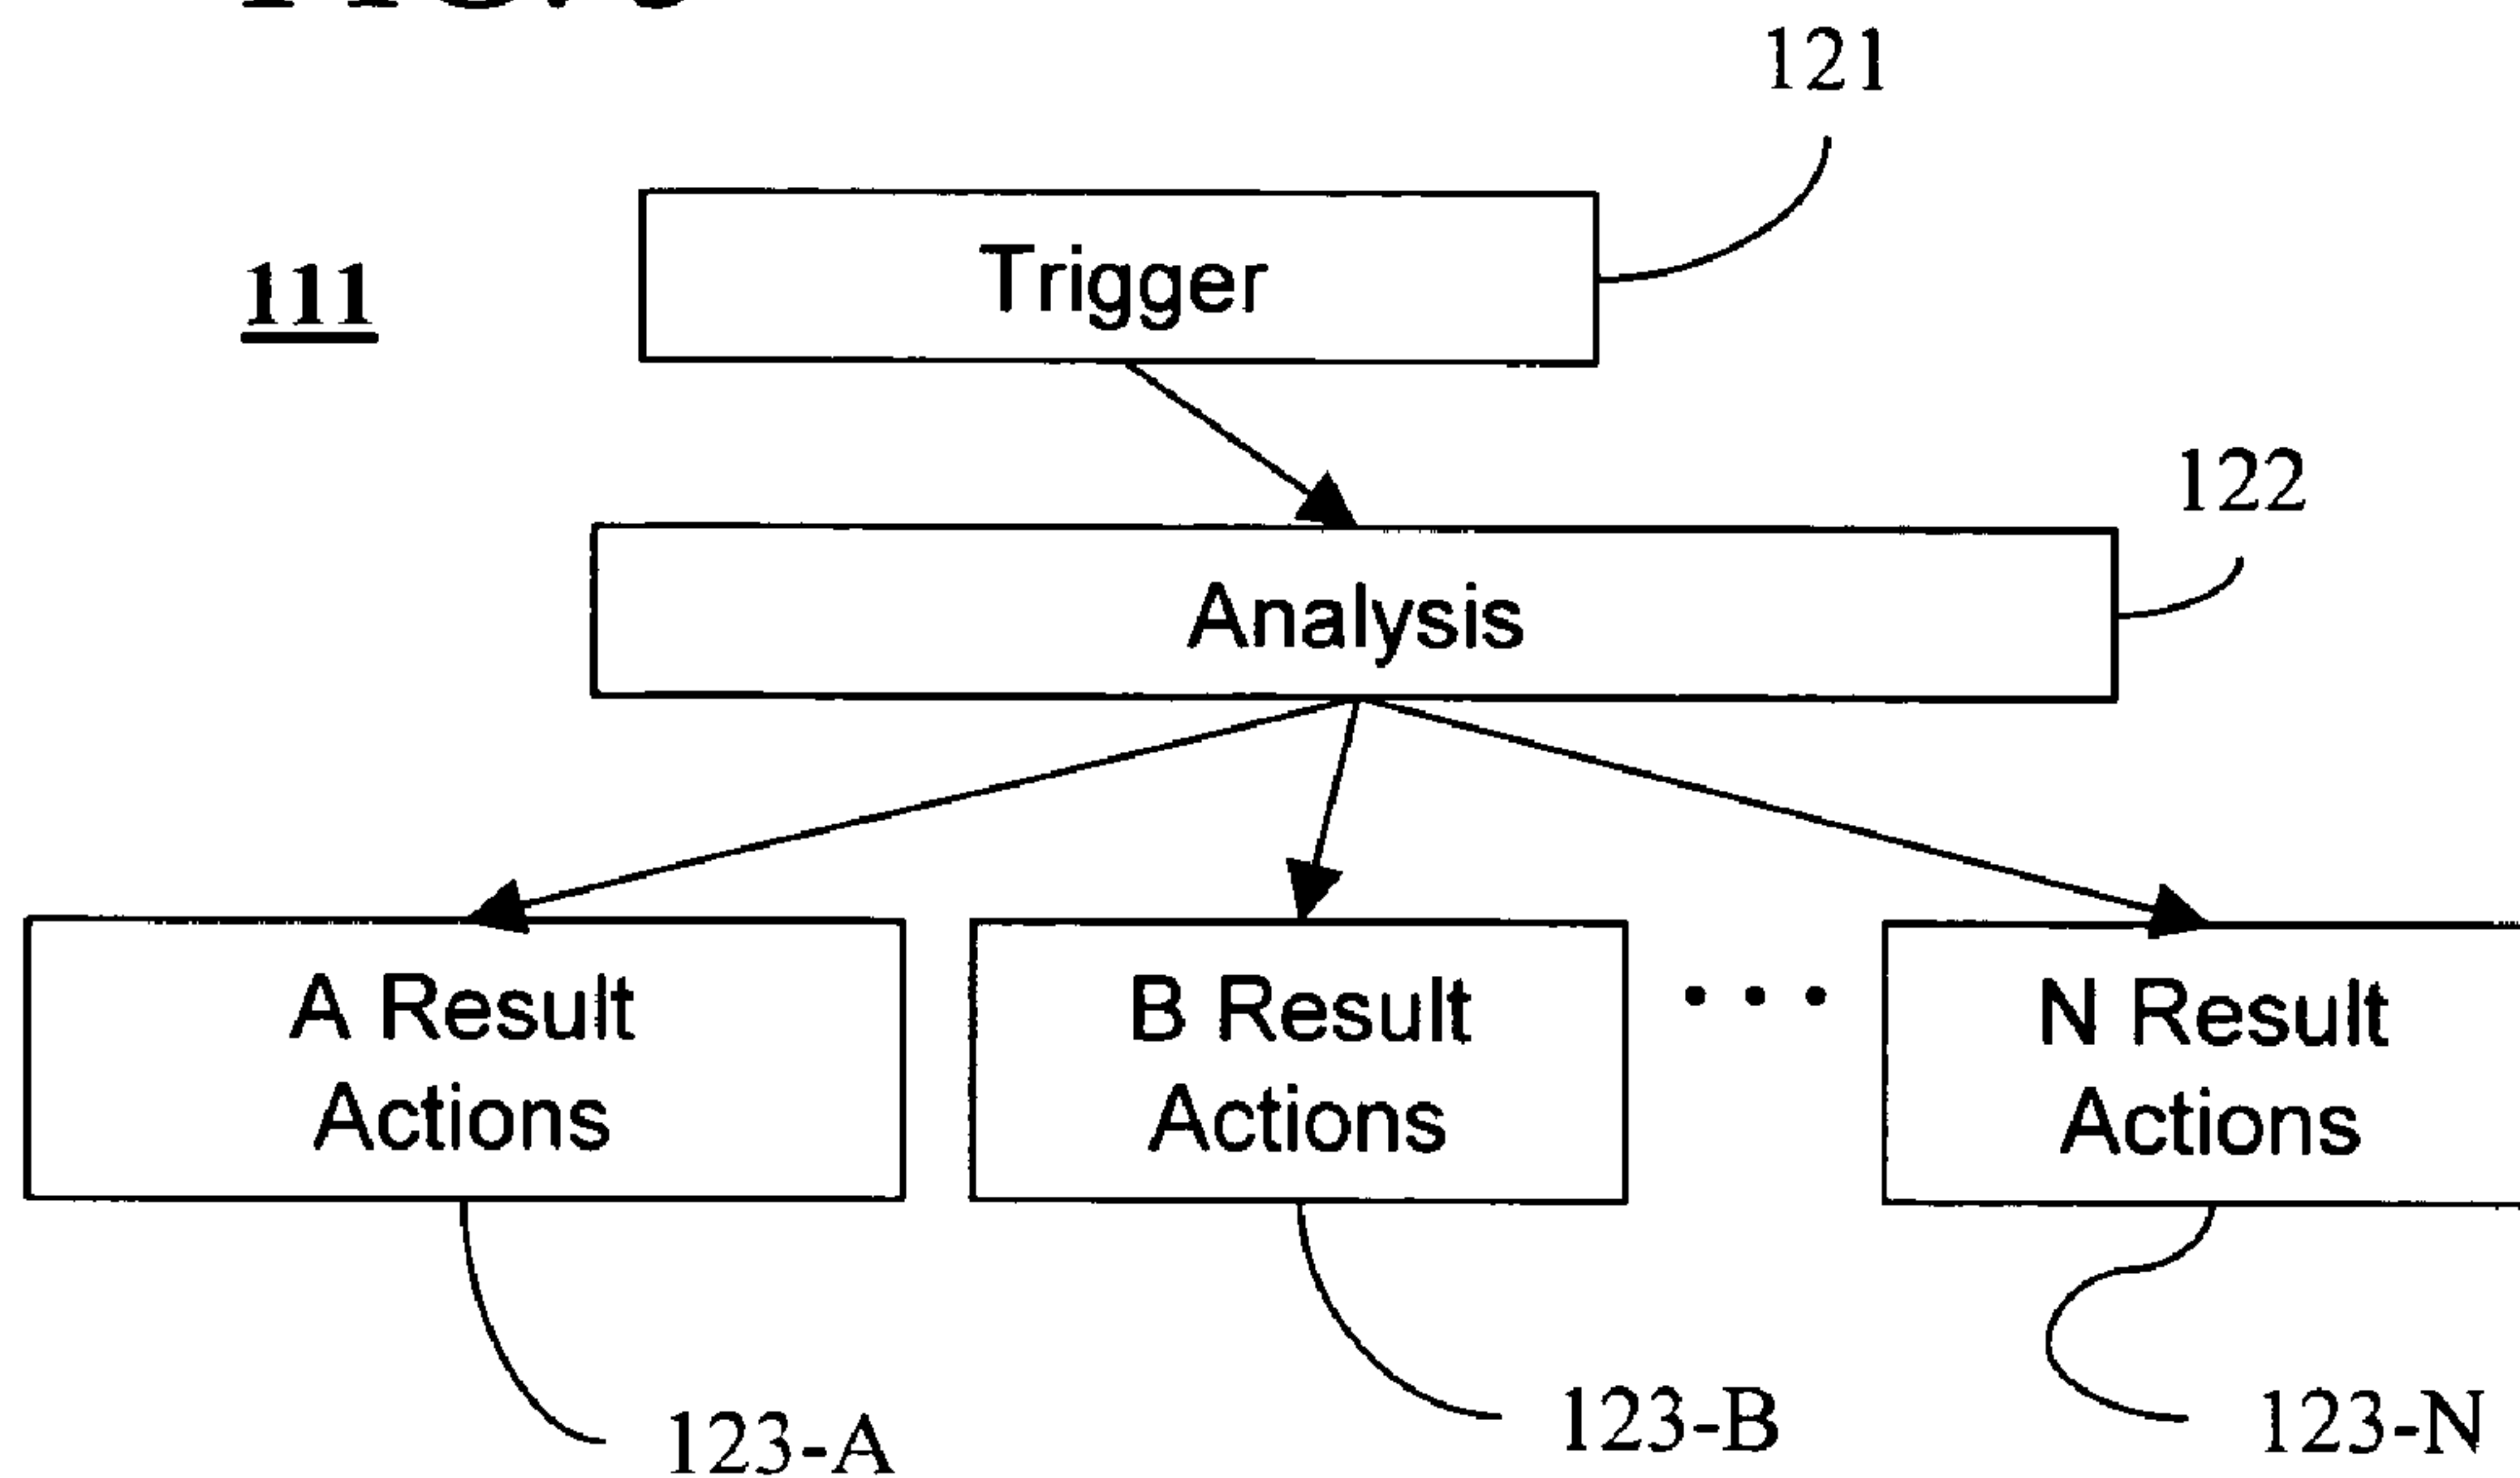 121
Trigger
111
122
Analysis
A Result
Actions
B Result
Actions
• • •
N Result
Actions
123-A
123-B
123-N